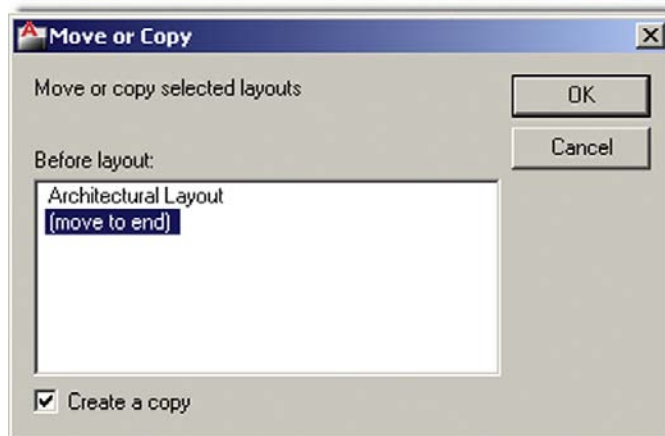 Move or Copy
Move or copy selected layouts
OK
Cancel
Before layout:
Architectural Layout
(move to end)
Create a copy